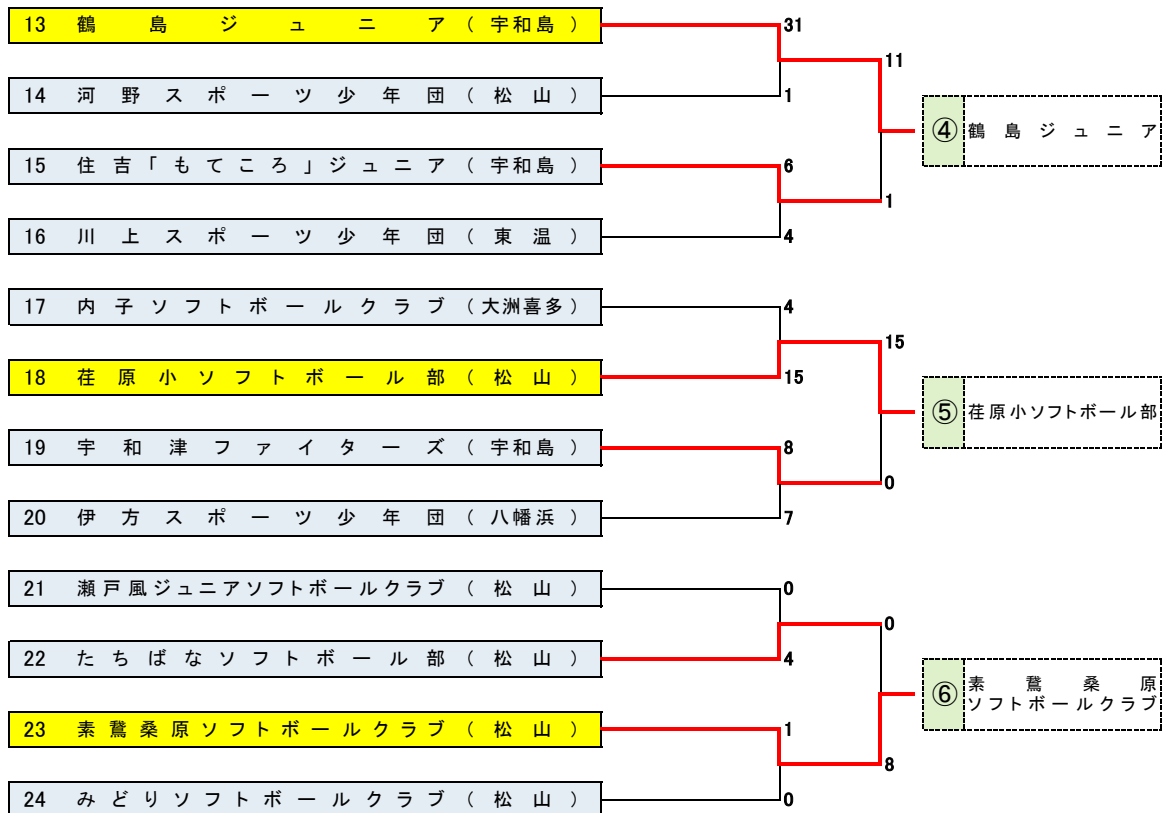 13 鶴島ジュニア（宇和島）
31
11
14 河野スポーツ少年団（松山）
1
④ 鶴島ジュニア
15 住吉「もてころ」ジュニア（宇和島）
6
1
16 川上スポーツ少年団（東温）
4
17 内子ソフトボールクラブ（大洲喜多）
4
15
18 荏原小ソフトボール部（松山）
15
⑤ 荏原小ソフトボール部
19 宇和津ファイターズ（宇和島）
8
0
20 伊方スポーツ少年団（八幡浜）
7
21 瀬戸風ジュニアソフトボールクラブ（松山）
0
0
22 たちばなソフトボール部（松山）
4
⑥ 素鵞桑原
ソフトボールクラブ
23 素鵞桑原ソフトボールクラブ（松山）
1
8
24 みどりソフトボールクラブ（松山）
0